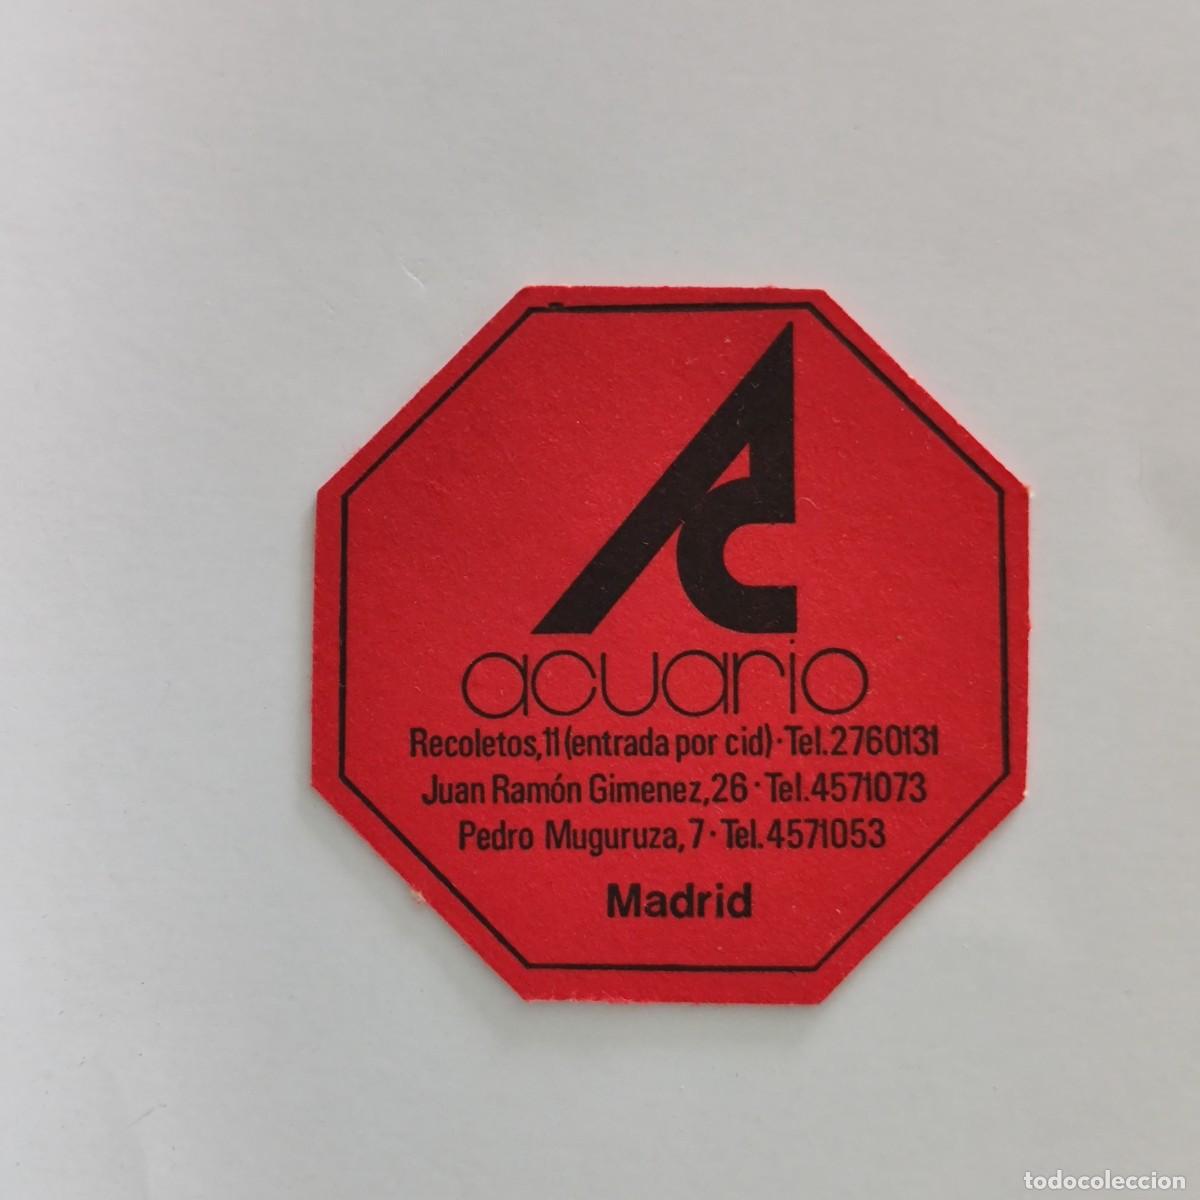 AC
acuario
Recoletos,11 (entrada por cid)·Tel.2760131
Juan Ramón Gimenez,26·Tel.4571073
Pedro Muguruza,7·Tel.4571053
Madrid
todocoleccion